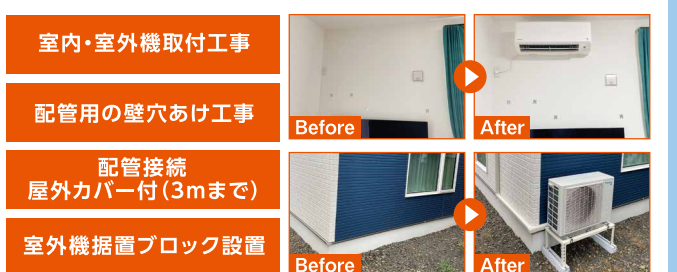 室内・室外機取付工事
配管用の壁穴あけ工事
配管接続
屋外カバー付(3mまで)
室外機据置ブロック設置
Before
After
Before
After